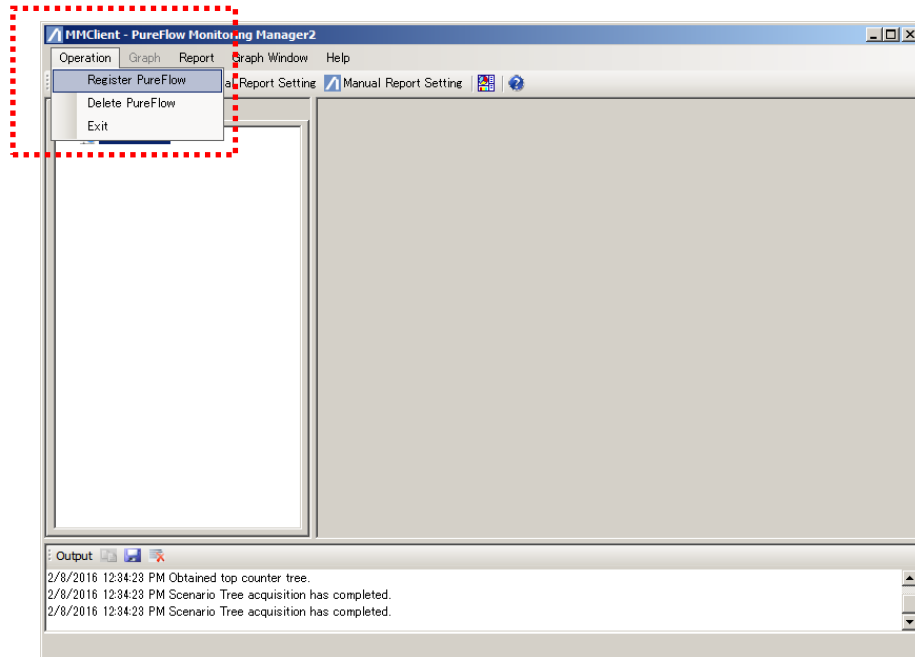 MMClient - PureFlow Monitoring Manager2
Operation Graph Report Graph Window Help
Register PureFlow
al Report Setting Manual Report Setting
Delete PureFlow
Exit
Output
2/8/2016 12:34:23 PM Obtained top counter tree.
2/8/2016 12:34:23 PM Scenario Tree acquisition has completed.
2/8/2016 12:34:23 PM Scenario Tree acquisition has completed.